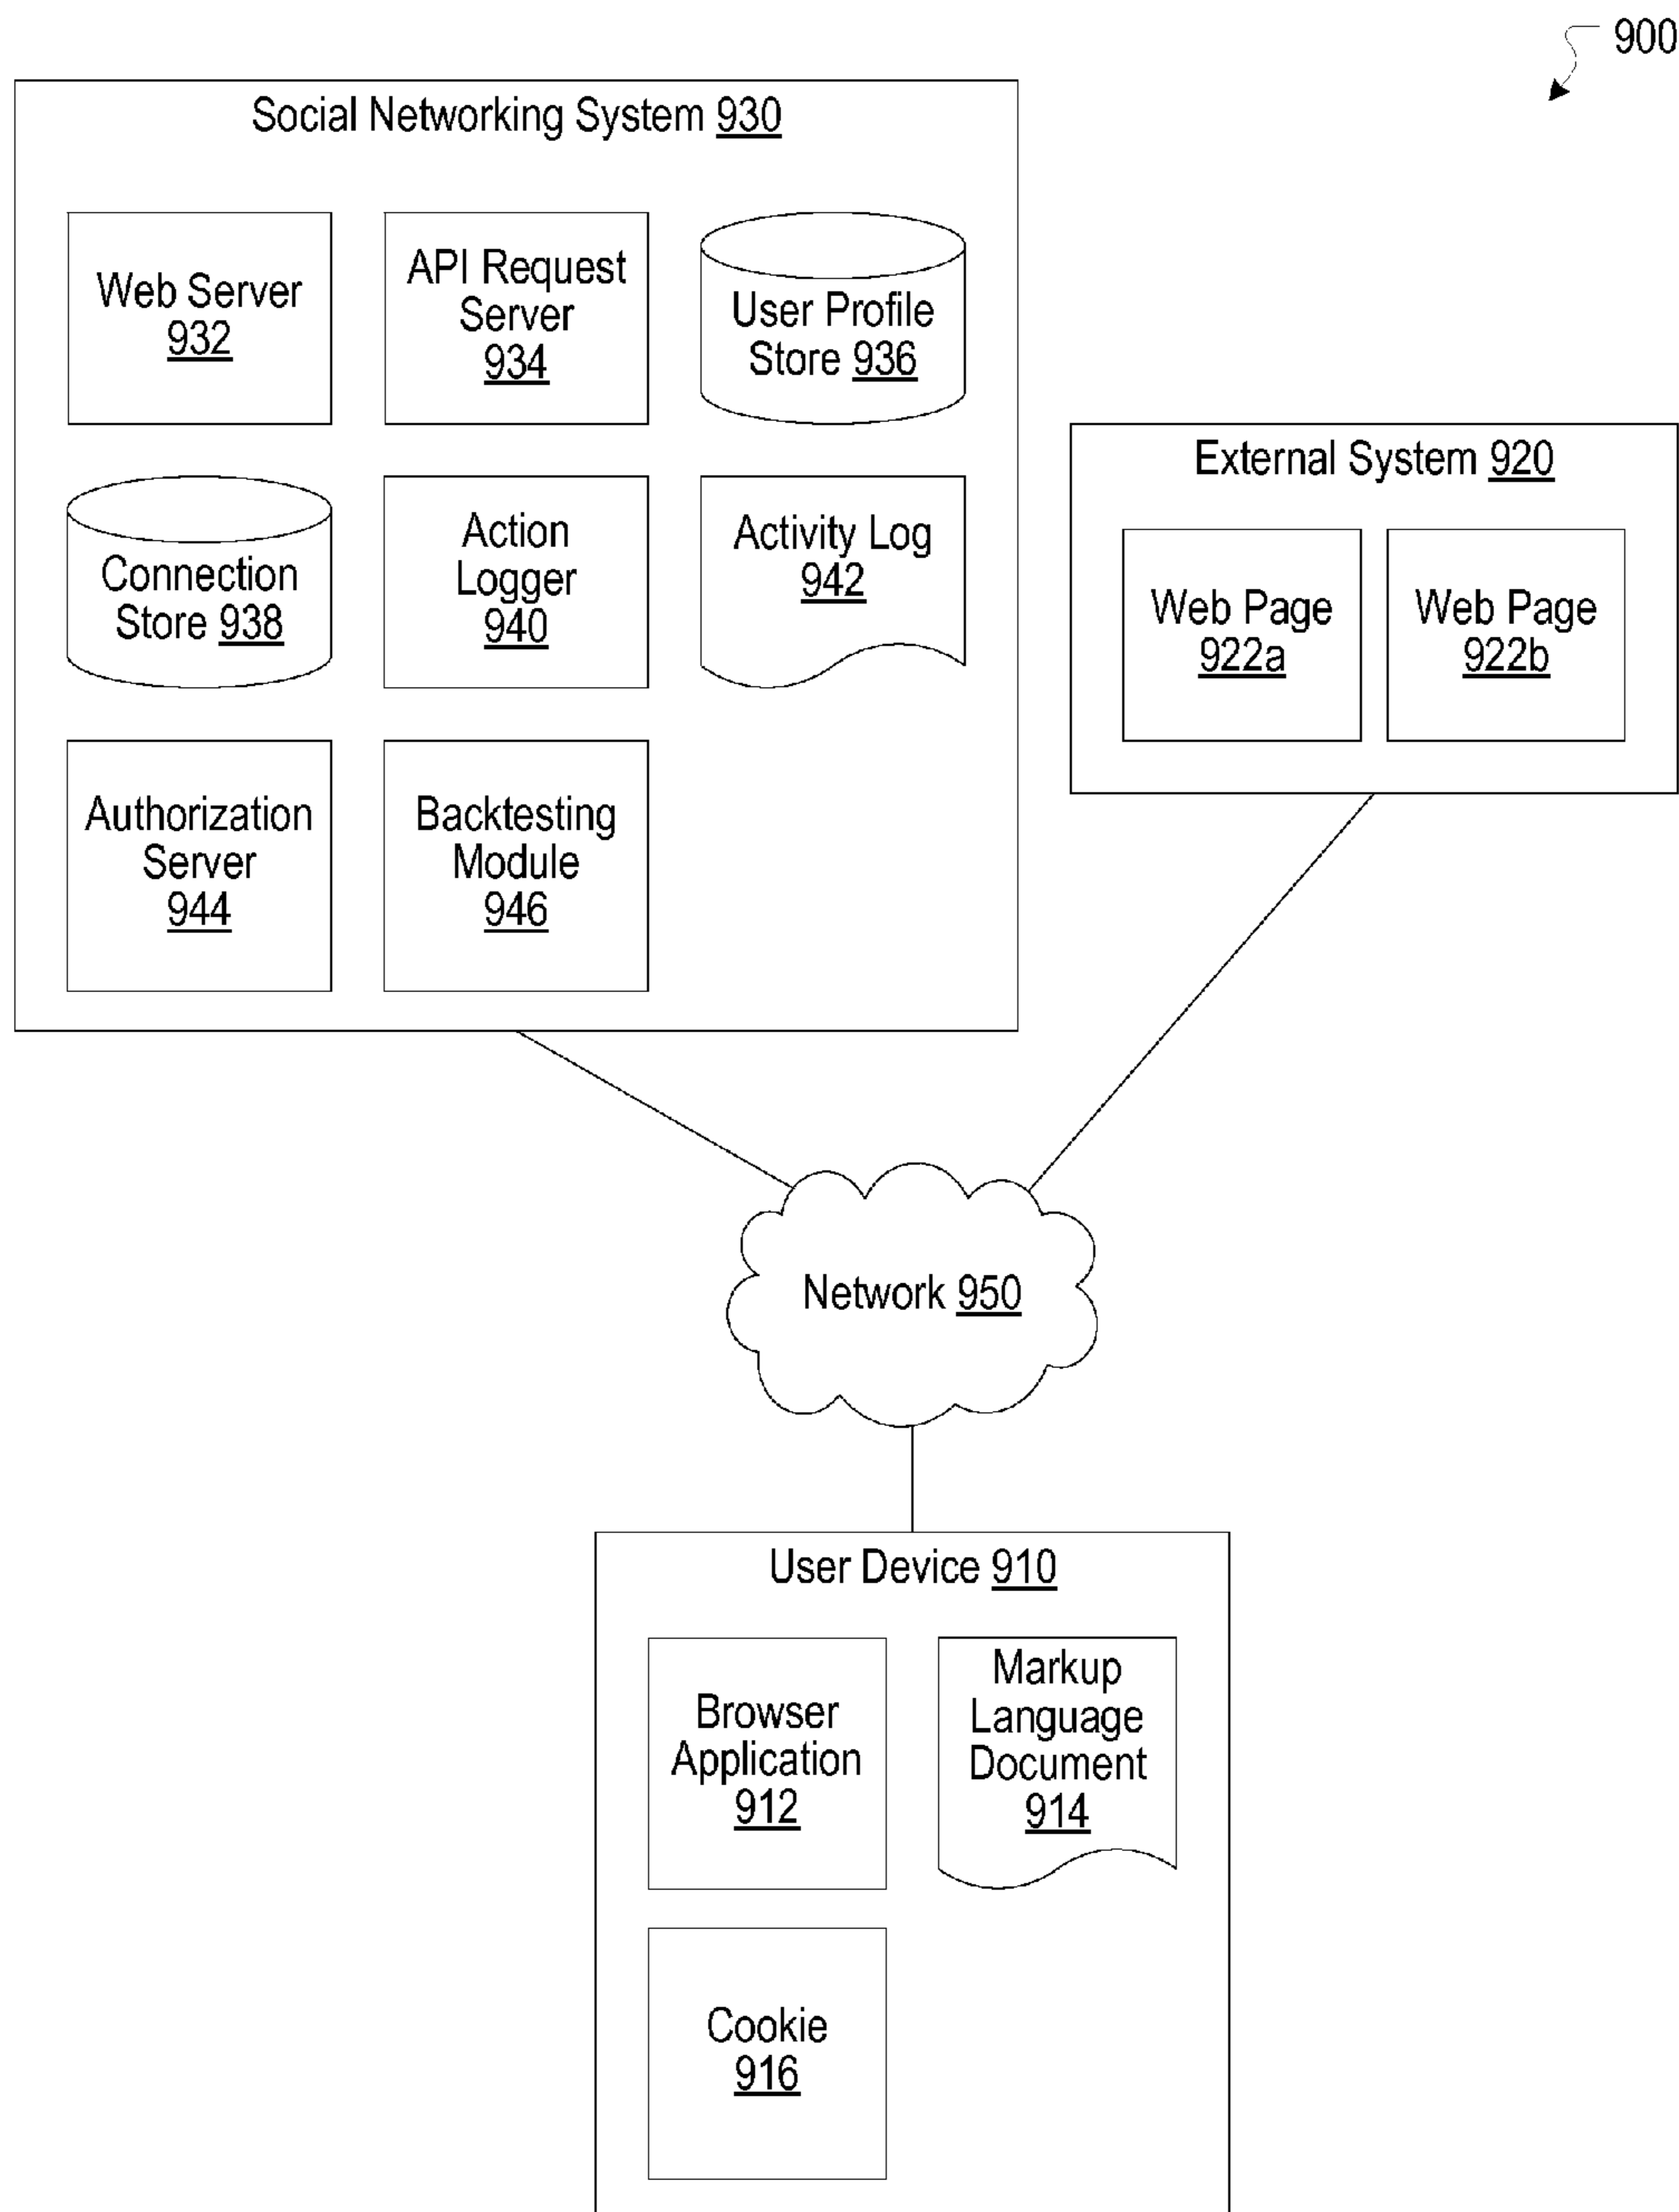 900
Social Networking System 930
Web Server
932
API Request
Server
934
User Profile
Store 936
Connection
Store 938
Action
Logger
940
Activity Log
942
Authorization
Server
944
Backtesting
Module
946
External System 920
Web Page
922a
Web Page
922b
Network 950
User Device 910
Browser
Application
912
Markup
Language
Document
914
Cookie
916